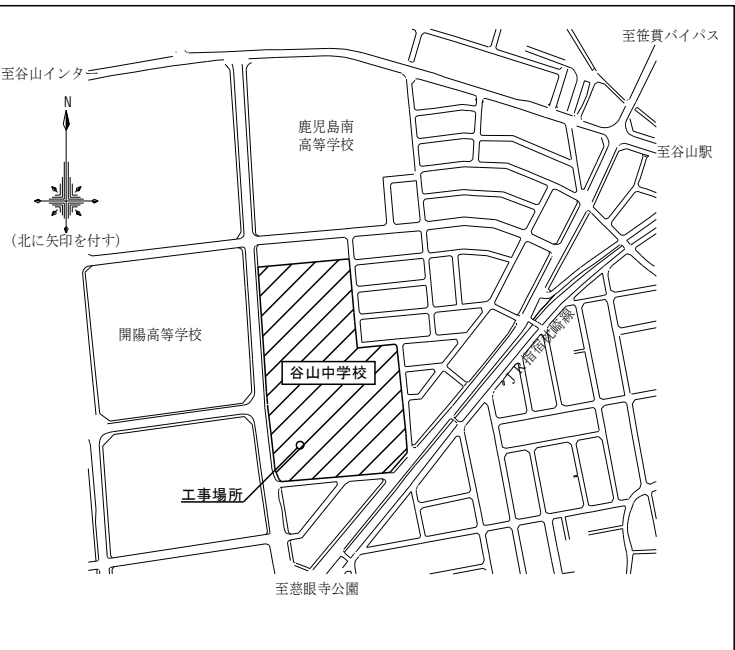 至笹貫バイパス
至谷山インター
N
鹿児島南
高等学校
至谷山駅
(北に矢印を付す)
開陽高等学校
ＪＲ指宿枕崎線
谷山中学校
工事場所
至慈眼寺公園